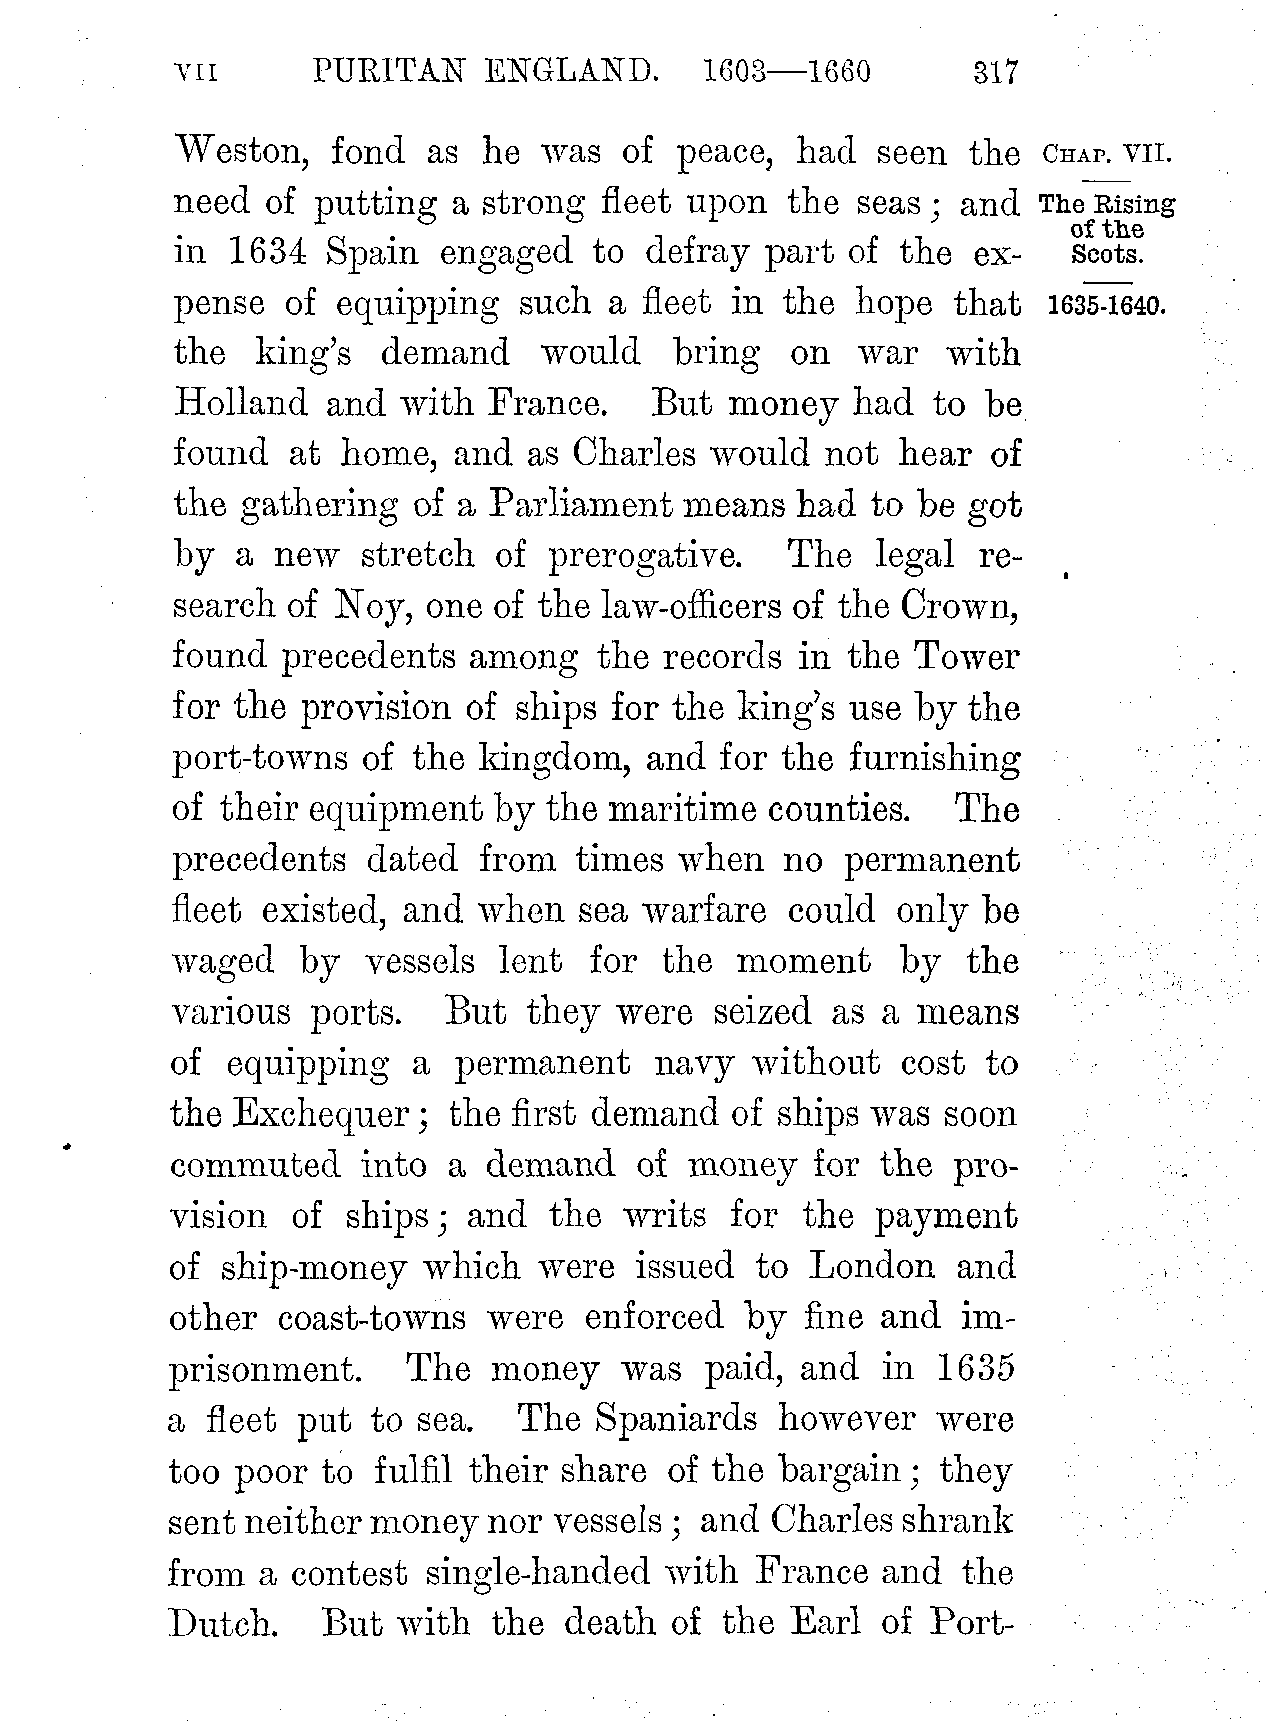 VII PURITAN ENGLAND. 1603—1660 317
Weston, fond as he was of peace, had seen the
need of putting a strong fleet upon the seas; and
in 1634 Spain engaged to defray part of the ex-
pense of equipping such a fleet in the hope that
the king's demand would bring on war with
Holland and with France. But money had to be
found at home, and as Charles would not hear of
the gathering of a Parliament means had to be got
by a new stretch of prerogative. The legal re-
search of Noy, one of the law-officers of the Crown,
found precedents among the records in the Tower
for the provision of ships for the king's use by the
port-towns of the kingdom, and for the furnishing
of their equipment by the maritime counties. The
precedents dated from times when no permanent
fleet existed, and when sea warfare could only be
waged by vessels lent for the moment by the
various ports. But they were seized as a means
of equipping a permanent navy without cost to
the Exchequer; the first demand of ships was soon
commuted into a demand of money for the pro-
vision of ships; and the writs for the payment
of ship-money which were issued to London and
other coast-towns were enforced by fine and im-
prisonment. The money was paid, and in 1635
a fleet put to sea. The Spaniards however were
too poor to fulfil their share of the bargain; they
sent neither money nor vessels; and Charles shrank
from a contest single-handed with France and the
Dutch. But with the death of the Earl of Port-
CHAP. VII.
The Rising
of the
Scots.
1635-1640.